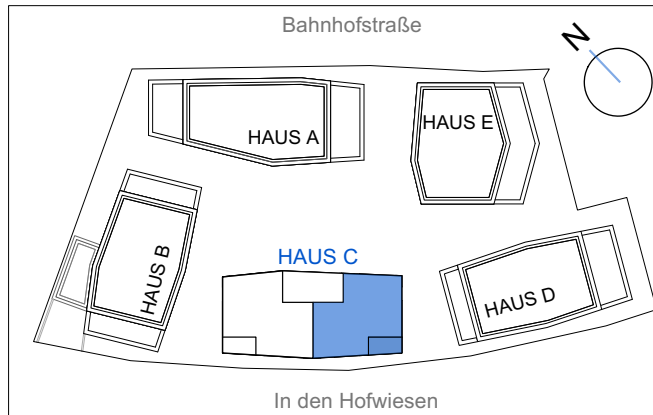 Bahnhofstraße
N
HAUS A
HAUS E
HAUS B
HAUS C
HAUS D
In den Hofwiesen